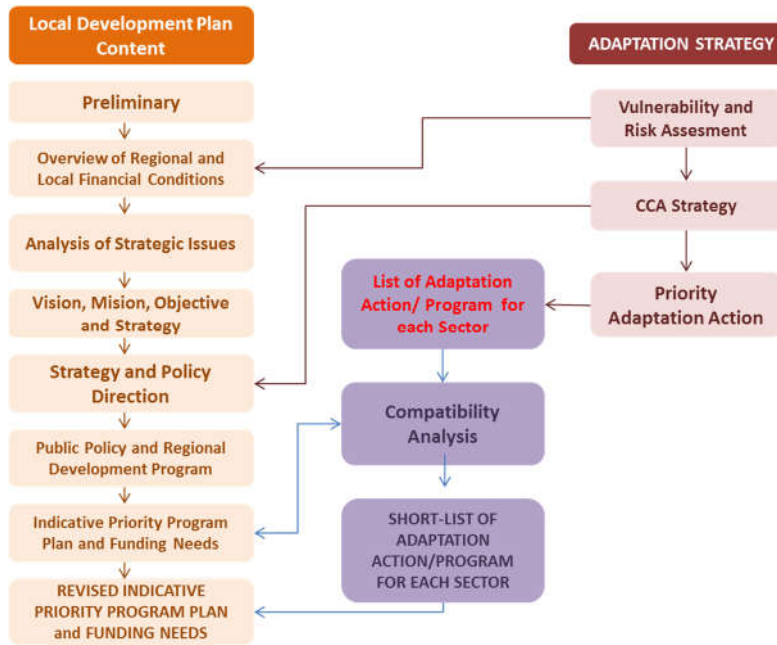 Local Development Plan
Content
Preliminary
Overview of Regional and
Local Financial Conditions
Analysis of Strategic Issues
Vision, Mision, Objective
and Strategy
Strategy and Policy
Direction
Public Policy and Regional
Development Program
Indicative Priority Program
Plan and Funding Needs
REVISED INDICATIVE
PRIORITY PROGRAM PLAN
and FUNDING NEEDS
List of Adaptation
Action/ Program for
each Sector
Compatibility
Analysis
SHORT-LIST OF
ADAPTATION
ACTION/PROGRAM
FOR EACH SECTOR
ADAPTATION STRATEGY
Vulnerability and
Risk Assesment
CCA Strategy
Priority
Adaptation Action